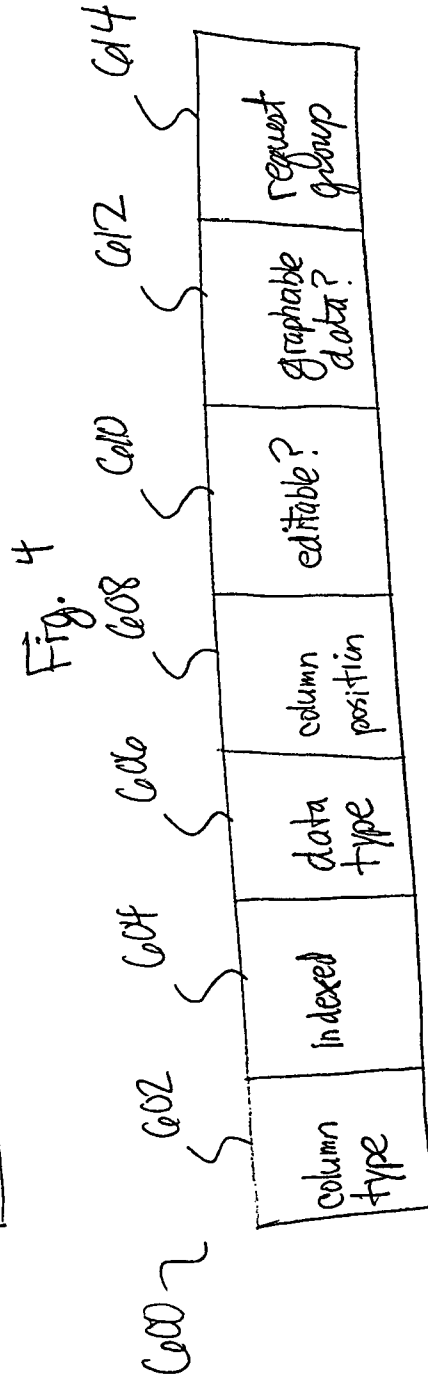 Fig. 4
600
602
604
606
608
610
612
614
column
type
indexed
data
type
column
position
editable?
graphable
data?
request
group